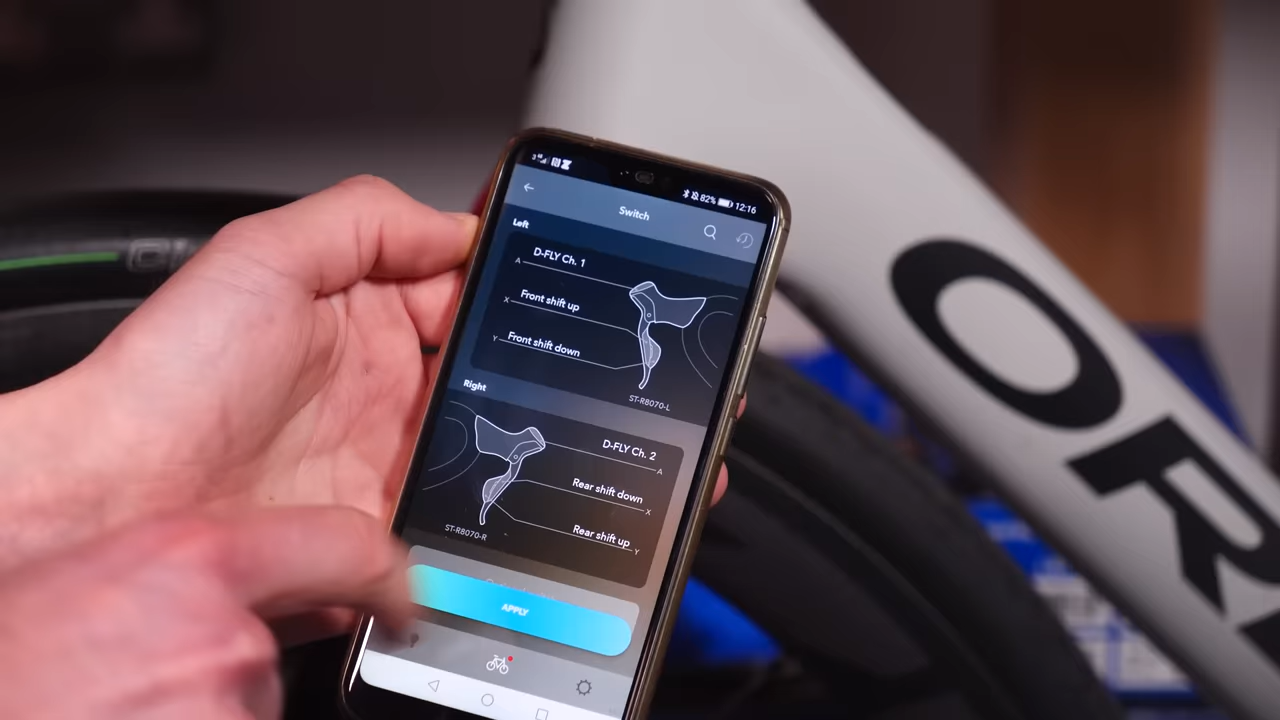 82% 12:16
Switch
Left
D-FLY Ch. 1
A
Front shift up
X
Front shift down
Y
ST-R8070-L
Right
D-FLY Ch. 2
A
Rear shift down
X
Rear shift up
Y
ST-R8070-R
APPLY
OR